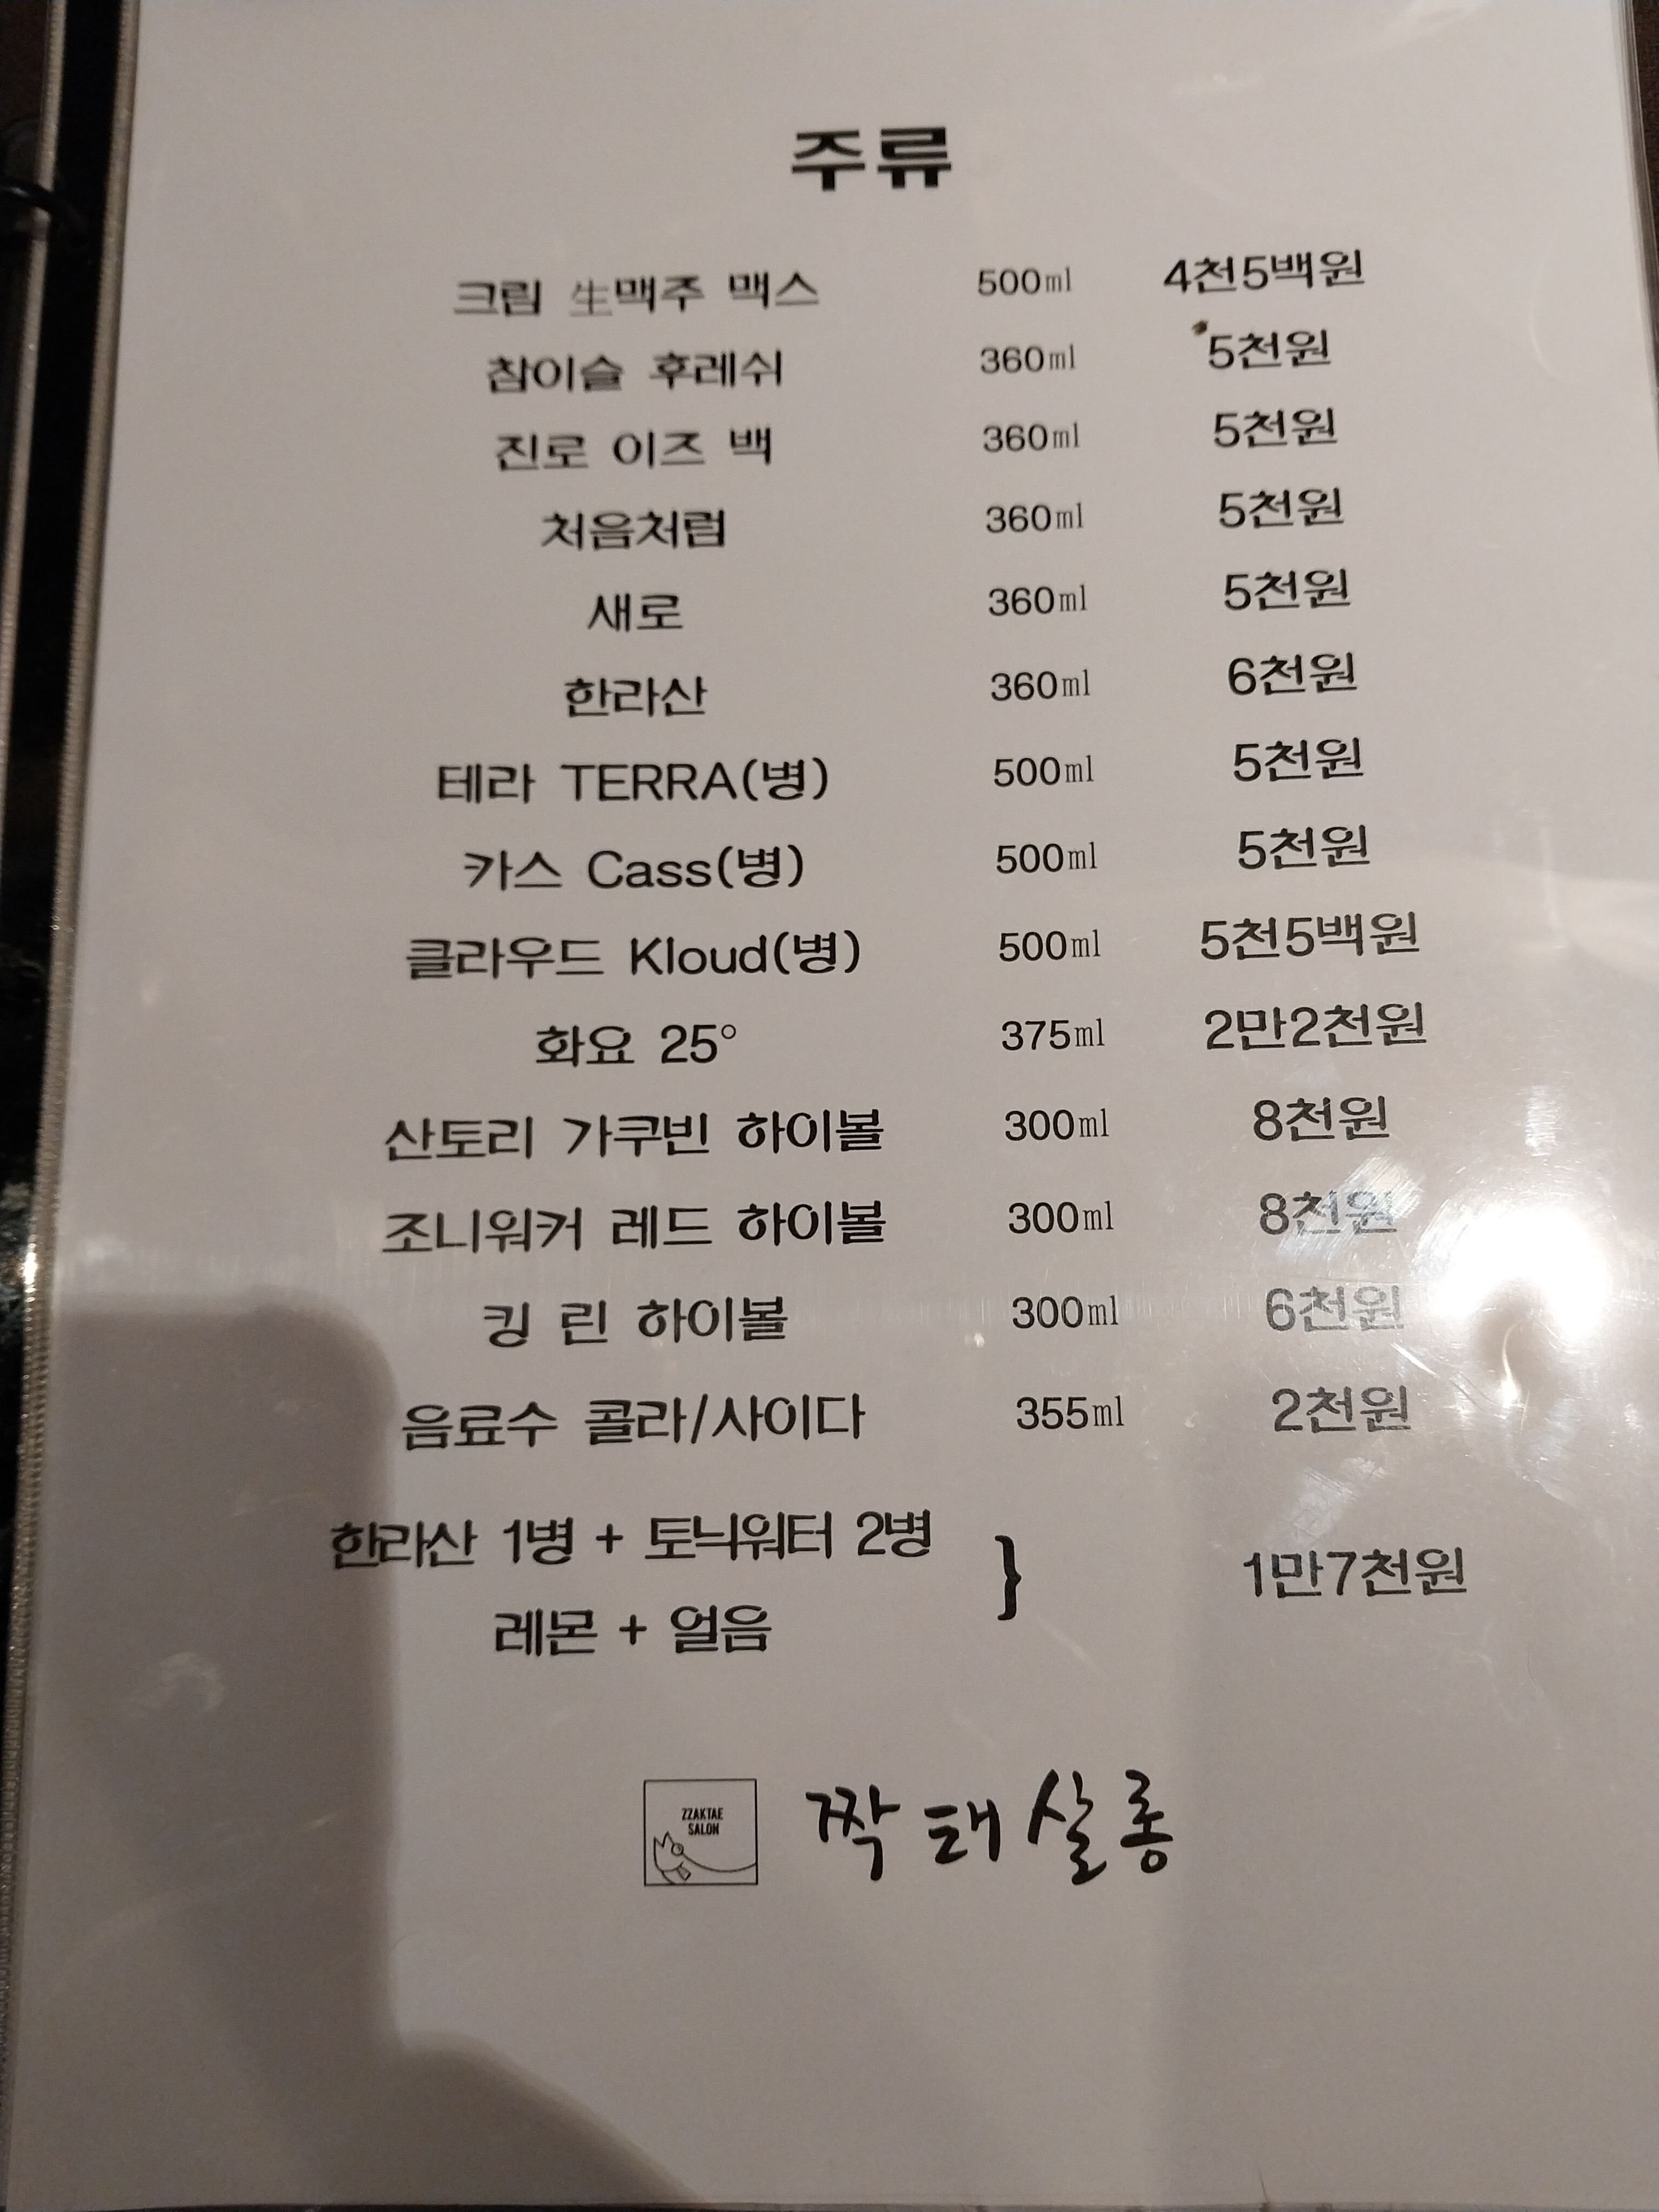 주류
크림 生맥주 맥스 500㎖ 4천5백원
참이슬 후레쉬 360㎖ 5천원
진로 이즈 백 360㎖ 5천원
처음처럼 360㎖ 5천원
새로 360㎖ 5천원
한라산 360㎖ 6천원
테라 TERRA(병) 500㎖ 5천원
카스 Cass(병) 500㎖ 5천원
클라우드 Kloud(병) 500㎖ 5천5백원
화요 25° 375㎖ 2만2천원
산토리 가쿠빈 하이볼 300㎖ 8천원
조니워커 레드 하이볼 300㎖ 8천원
킹 린 하이볼 300㎖ 6천원
음료수 콜라/사이다 355㎖ 2천원
한라산 1병 + 토닉워터 2병
레몬 + 얼음 } 1만7천원
ZZAKTAE
SALON
짝태살롱